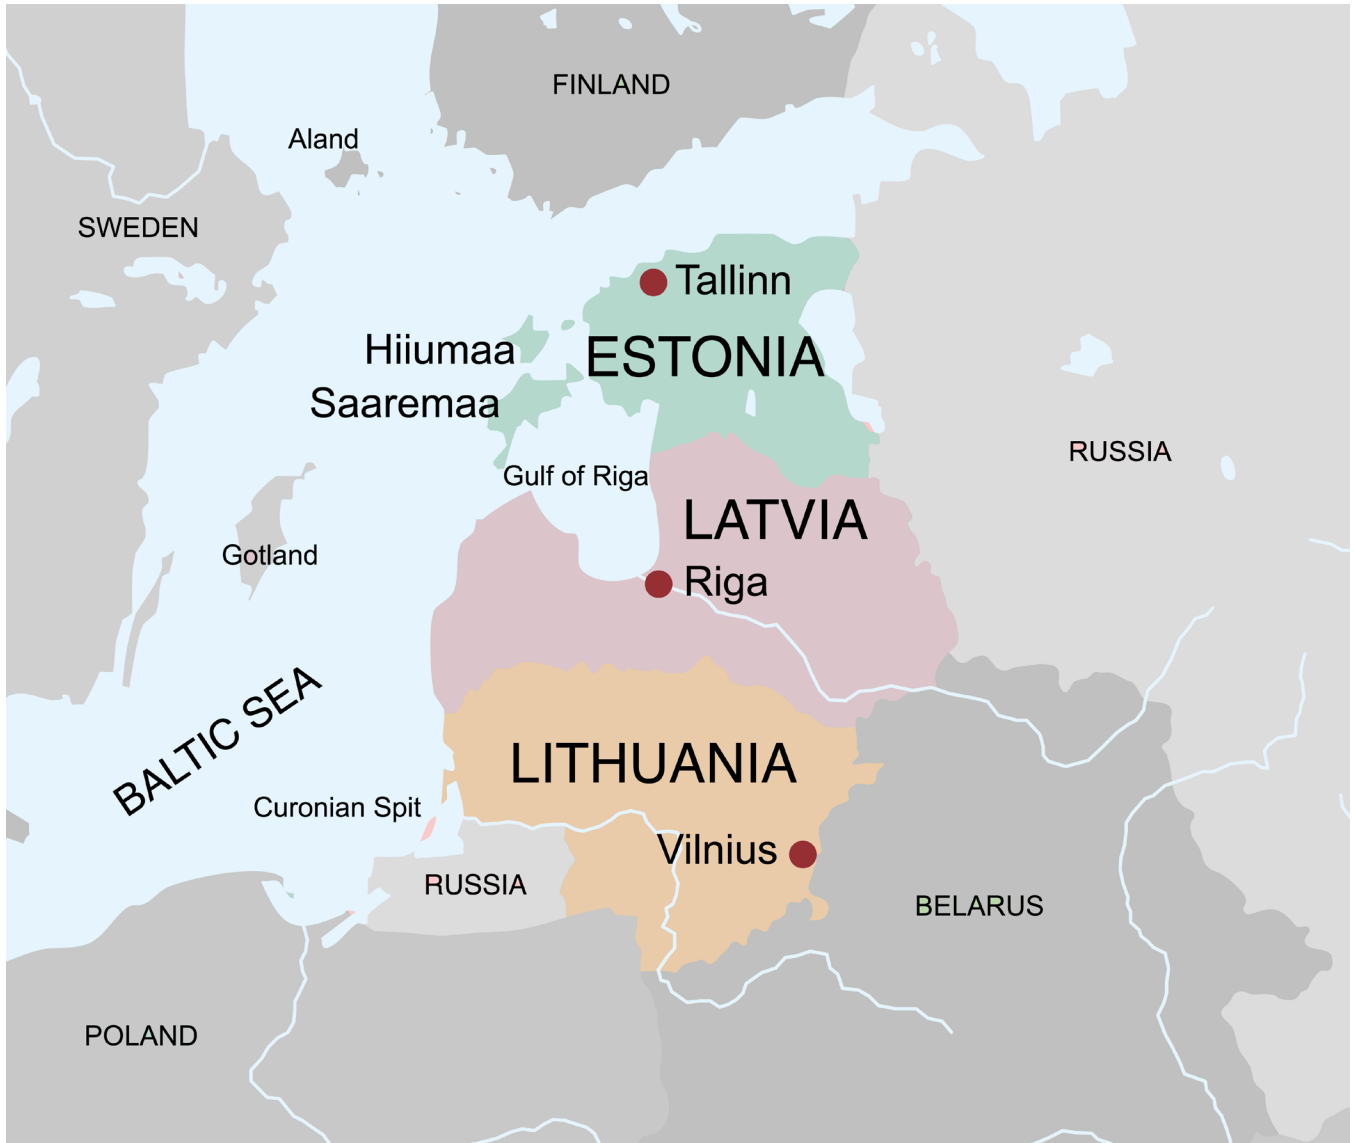 FINLAND
Aland
SWEDEN
Tallinn
Hiiumaa
ESTONIA
Saaremaa
RUSSIA
Gulf of Riga
LATVIA
Gotland
Riga
BALTIC SEA
LITHUANIA
Curonian Spit
Vilnius
RUSSIA
BELARUS
POLAND